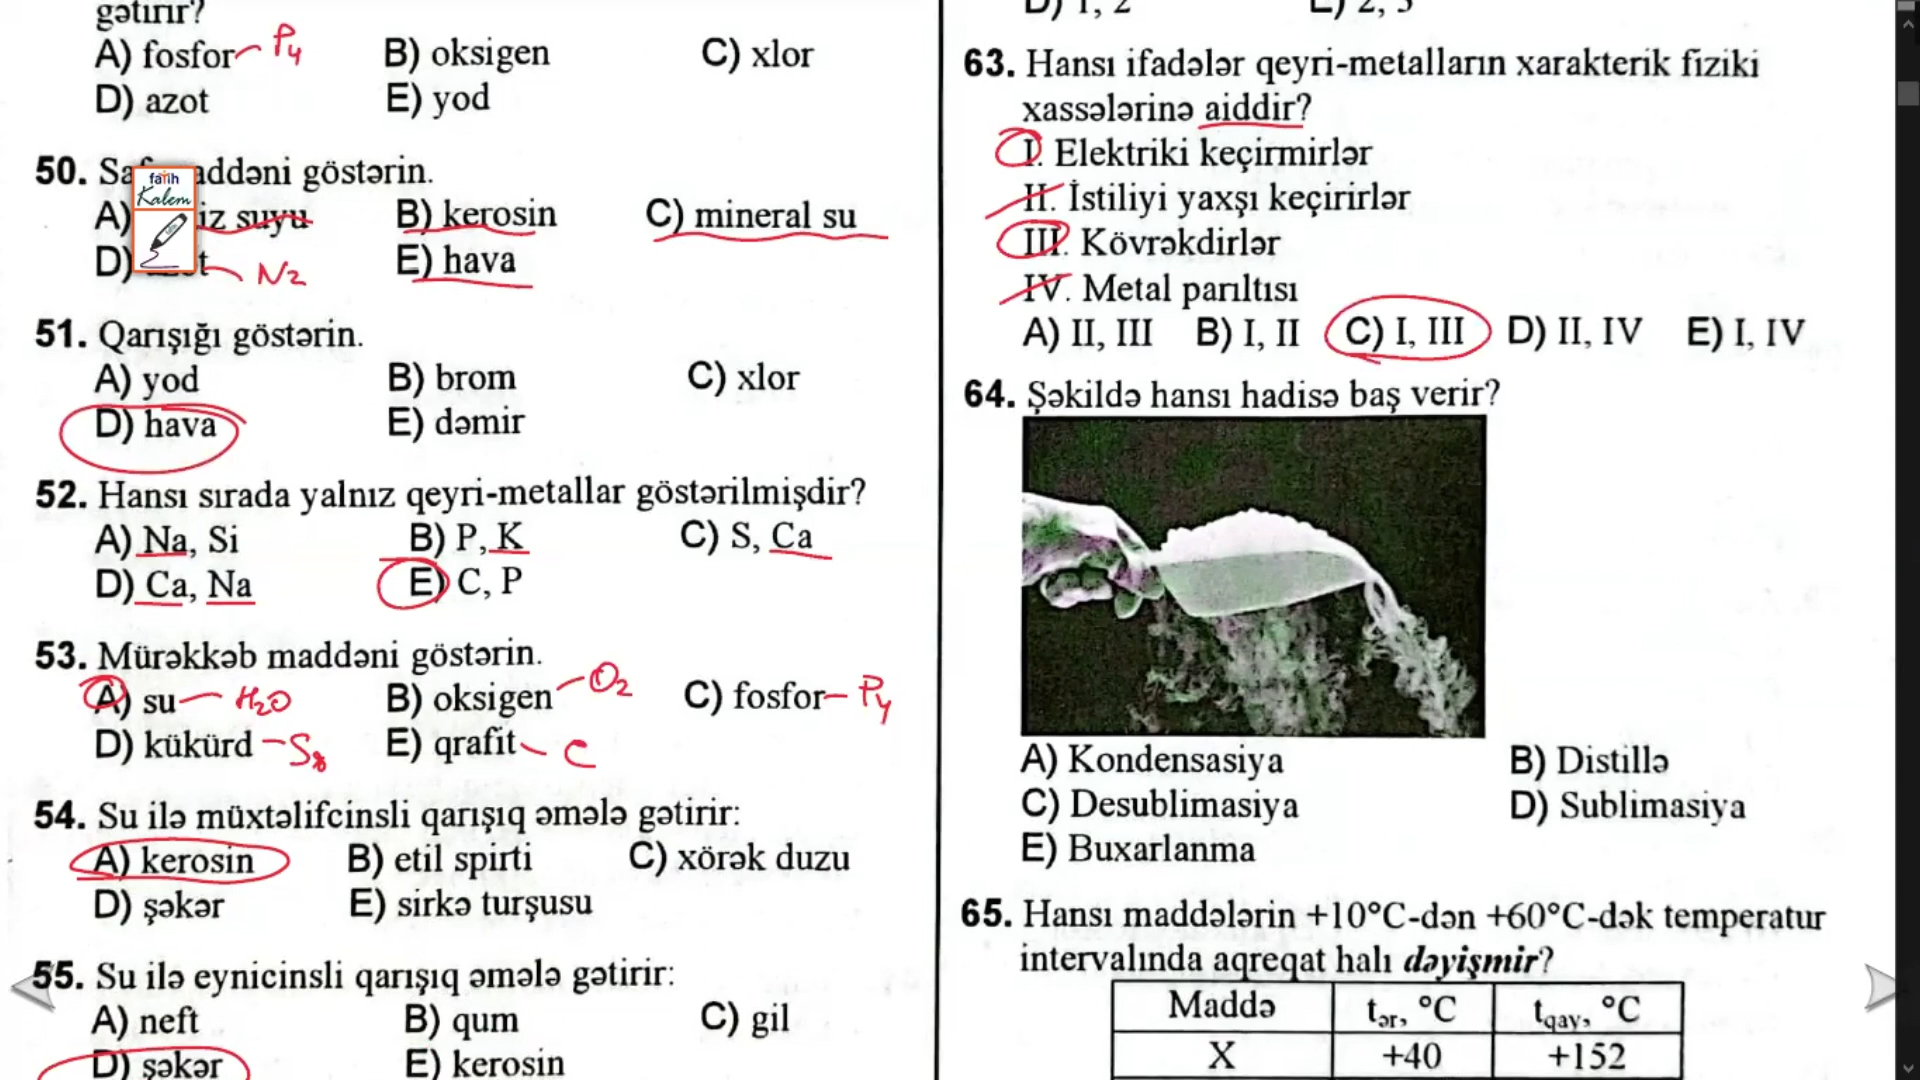 gətirir?
A) fosfor P4 B) oksigen C) xlor
D) azot E) yod
50. addəni göstərin.
A) iz suyu B) kerosin C) mineral su
D) N2 E) hava
fatih
Kalem
51. Qarışığı göstərin.
A) yod B) brom C) xlor
D) hava E) dəmir
52. Hansı sırada yalnız qeyri-metallar göstərilmişdir?
A) Na, Si B) P, K C) S, Ca
D) Ca, Na E) C, P
53. Mürəkkəb maddəni göstərin.
A) su H2O B) oksigen O2 C) fosfor P4
D) kükürd S8 E) qrafit C
54. Su ilə müxtəlifcinsli qarışıq əmələ gətirir:
A) kerosin B) etil spirti C) xörək duzu
D) şəkər E) sirkə turşusu
55. Su ilə eynicinsli qarışıq əmələ gətirir:
A) neft B) qum C) gil
D) şəkər E) kerosin
D) 1, 2 E) 2, 3
63. Hansı ifadələr qeyri-metalların xarakterik fiziki
xassələrinə aiddir?
I. Elektriki keçirmirlər
II. İstiliyi yaxşı keçirirlər
III. Kövrəkdirlər
IV. Metal parıltısı
A) II, III B) I, II C) I, III D) II, IV E) I, IV
64. Şəkildə hansı hadisə baş verir?
A) Kondensasiya B) Distillə
C) Desublimasiya D) Sublimasiya
E) Buxarlanma
65. Hansı maddələrin +10°C-dən +60°C-dək temperatur
intervalında aqreqat halı dəyişmir?
Maddə tər, °C tqay, °C
X +40 +152